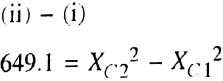 (ii) – (i)
649.1 = X_{C2}² – X_{C1}²